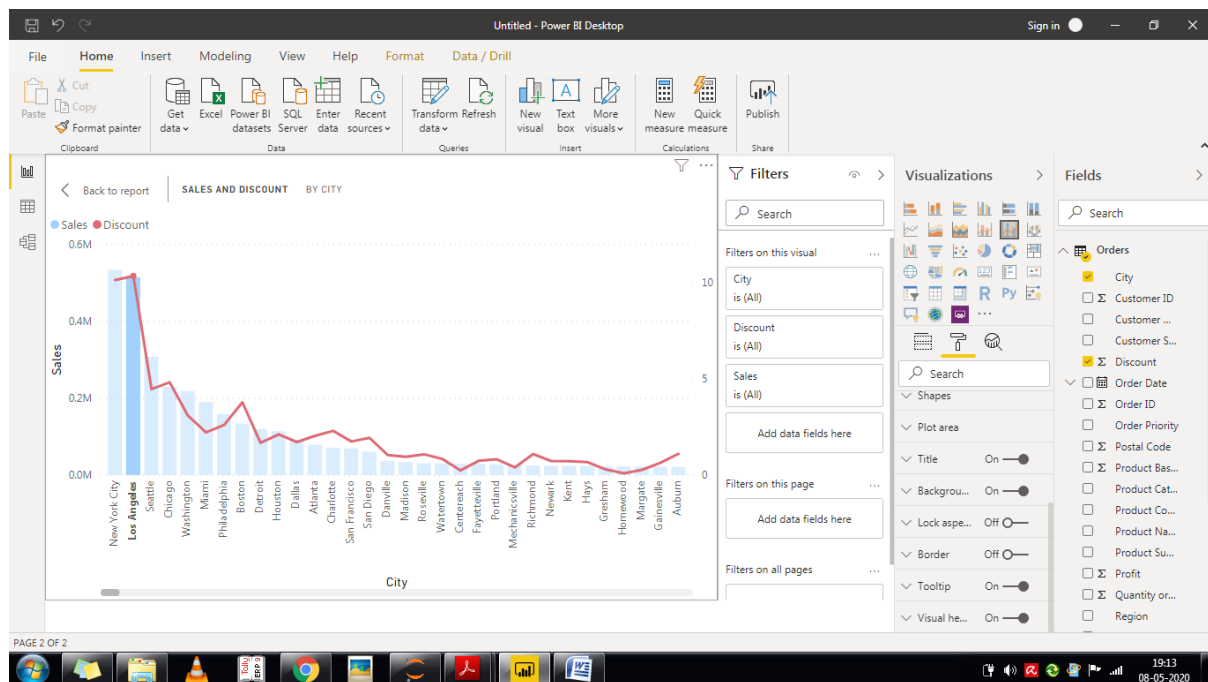 Untitled - Power BI Desktop
Sign in
File Home Insert Modeling View Help Format Data / Drill
Paste
Cut
Copy
Format painter
Clipboard
Get data
Excel
Power BI datasets
SQL Server
Enter data
Recent sources
Data
Transform data
Refresh
Queries
New visual
Text box
More visuals
Insert
New measure
Quick measure
Calculations
Publish
Share
Back to report
SALES AND DISCOUNT BY CITY
Sales Discount
0.6M
0.4M
0.2M
0.0M
Sales
10
5
0
New York City
Los Angeles
Seattle
Chicago
Washington
Miami
Philadelphia
Boston
Detroit
Houston
Dallas
Atlanta
Charlotte
San Francisco
San Diego
Danville
Madison
Roseville
Watertown
Centereach
Fayetteville
Portland
Mechanicsville
Richmond
Newark
Kent
Hays
Gresham
Homewood
Margate
Gainesville
Auburn
City
Filters
Search
Filters on this visual ...
City
is (All)
Discount
is (All)
Sales
is (All)
Add data fields here
Filters on this page ...
Add data fields here
Filters on all pages ...
Visualizations
R Py
...
Search
Shapes
Plot area
Title On
Backgrou... On
Lock aspe... Off
Border Off
Tooltip On
Visual he... On
Fields
Search
Orders
City
Σ Customer ID
Customer ...
Customer S...
Σ Discount
Order Date
Σ Order ID
Order Priority
Σ Postal Code
Σ Product Bas...
Product Cat...
Product Co...
Product Na...
Product Su...
Σ Profit
Σ Quantity or...
Region
PAGE 2 OF 2
Tally
ERP 9
19:13
08-05-2020